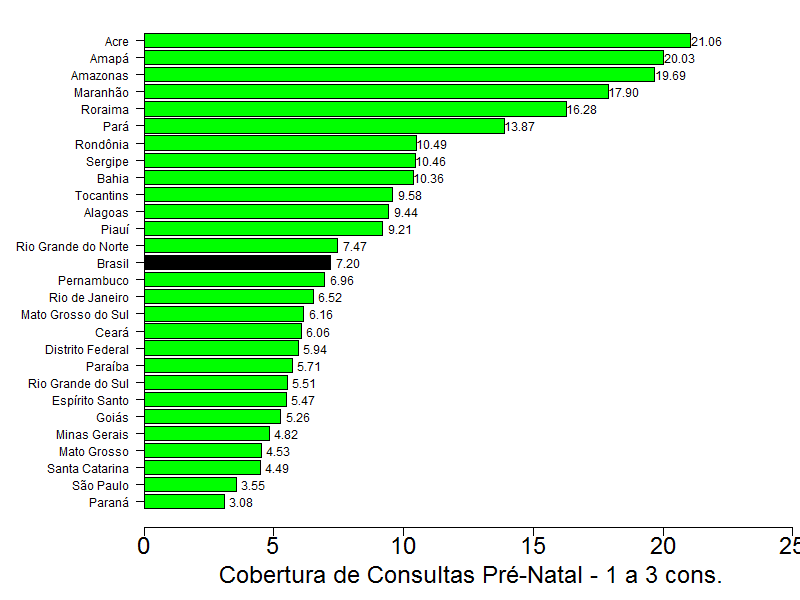 Acre 21.06
Amapá 20.03
Amazonas 19.69
Maranhão 17.90
Roraima 16.28
Pará 13.87
Rondônia 10.49
Sergipe 10.46
Bahia 10.36
Tocantins 9.58
Alagoas 9.44
Piauí 9.21
Rio Grande do Norte 7.47
Brasil 7.20
Pernambuco 6.96
Rio de Janeiro 6.52
Mato Grosso do Sul 6.16
Ceará 6.06
Distrito Federal 5.94
Paraíba 5.71
Rio Grande do Sul 5.51
Espírito Santo 5.47
Goiás 5.26
Minas Gerais 4.82
Mato Grosso 4.53
Santa Catarina 4.49
São Paulo 3.55
Paraná 3.08
0 5 10 15 20 25
Cobertura de Consultas Pré-Natal - 1 a 3 cons.